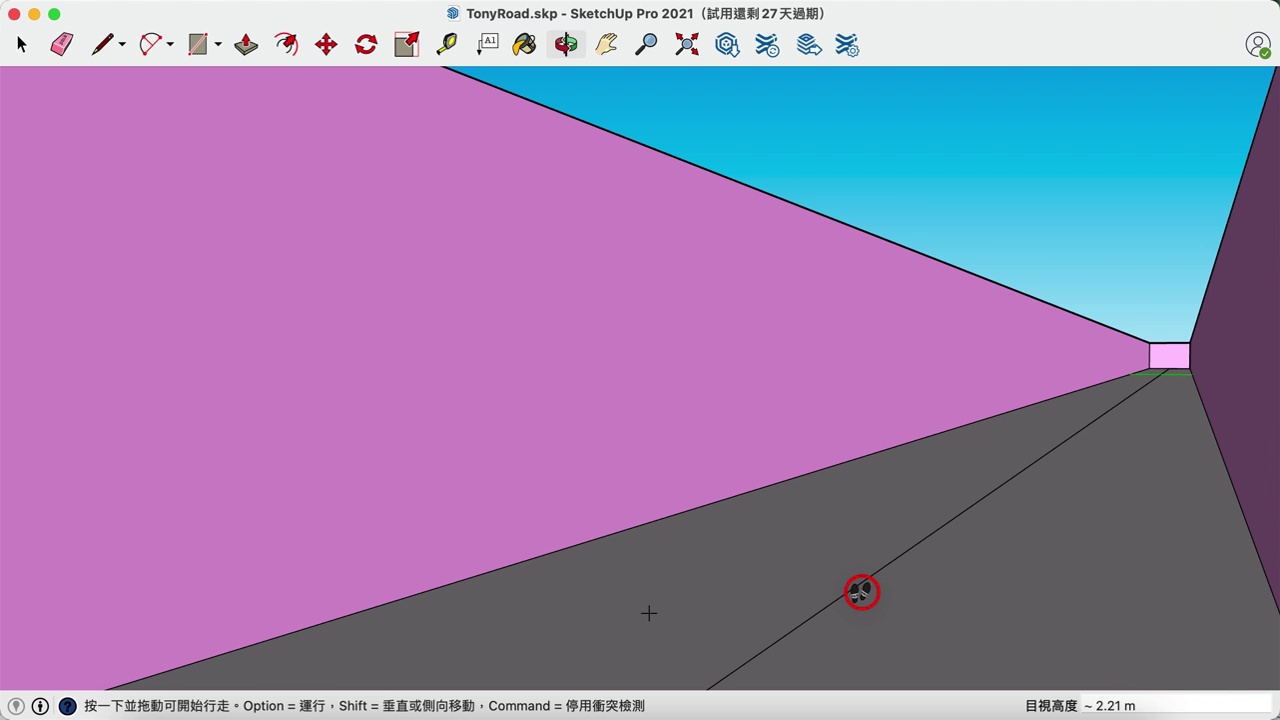 TonyRoad.skp - SketchUp Pro 2021（試用還剩 27 天過期）
A1
?
按一下並拖動可開始行走。Option = 運行，Shift = 垂直或側向移動，Command = 停用衝突檢測
目視高度
~ 2.21 m